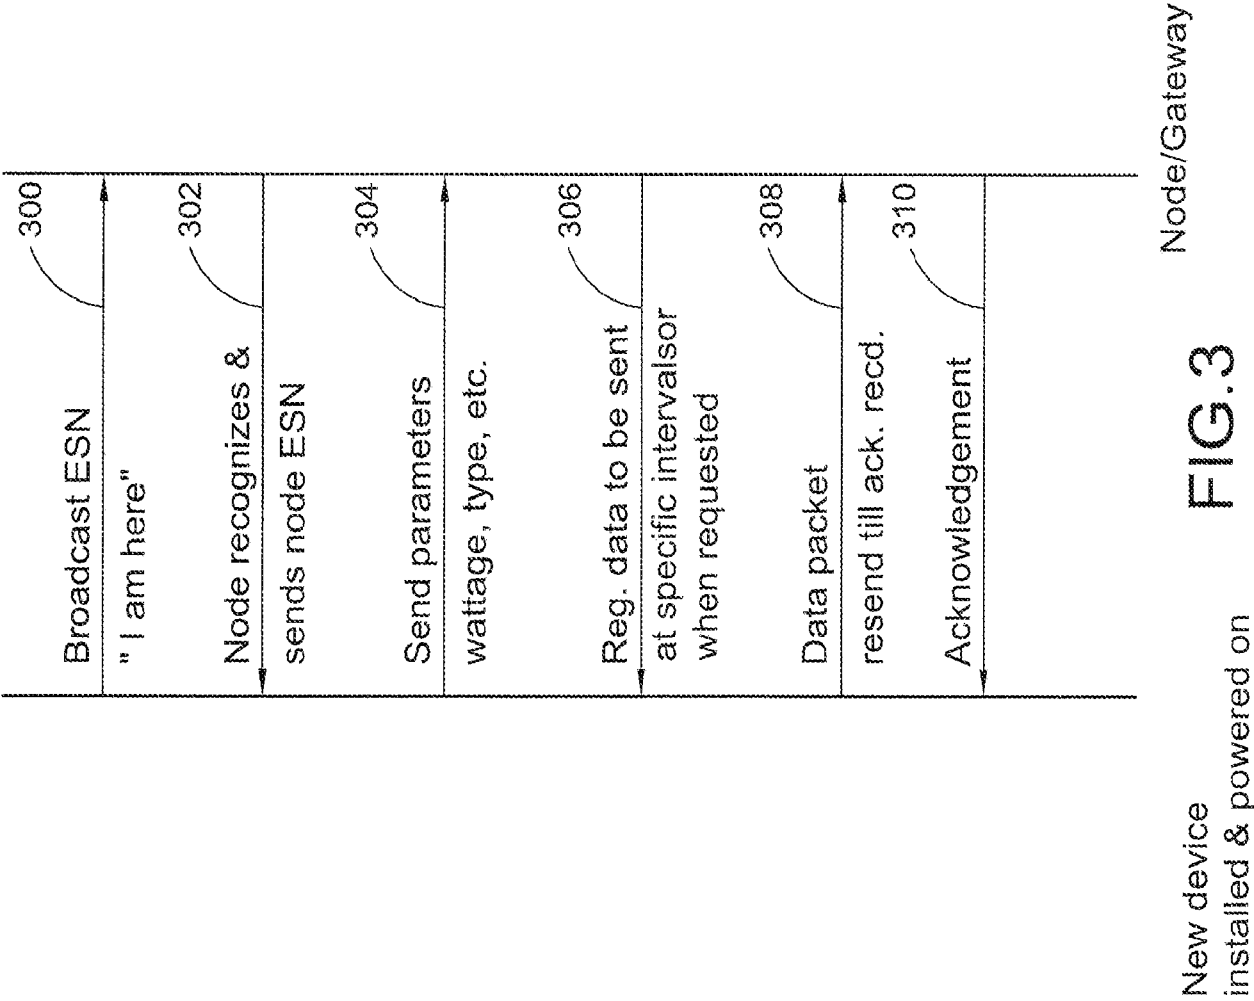 300
Broadcast ESN
" I am here"
302
Node recognizes &
sends node ESN
304
Send parameters
wattage, type, etc.
306
Reg. data to be sent
at specific intervalsor
when requested
308
Data packet
resend till ack. recd.
310
Acknowledgement
New device
installed & powered on
FIG.3
Node/Gateway